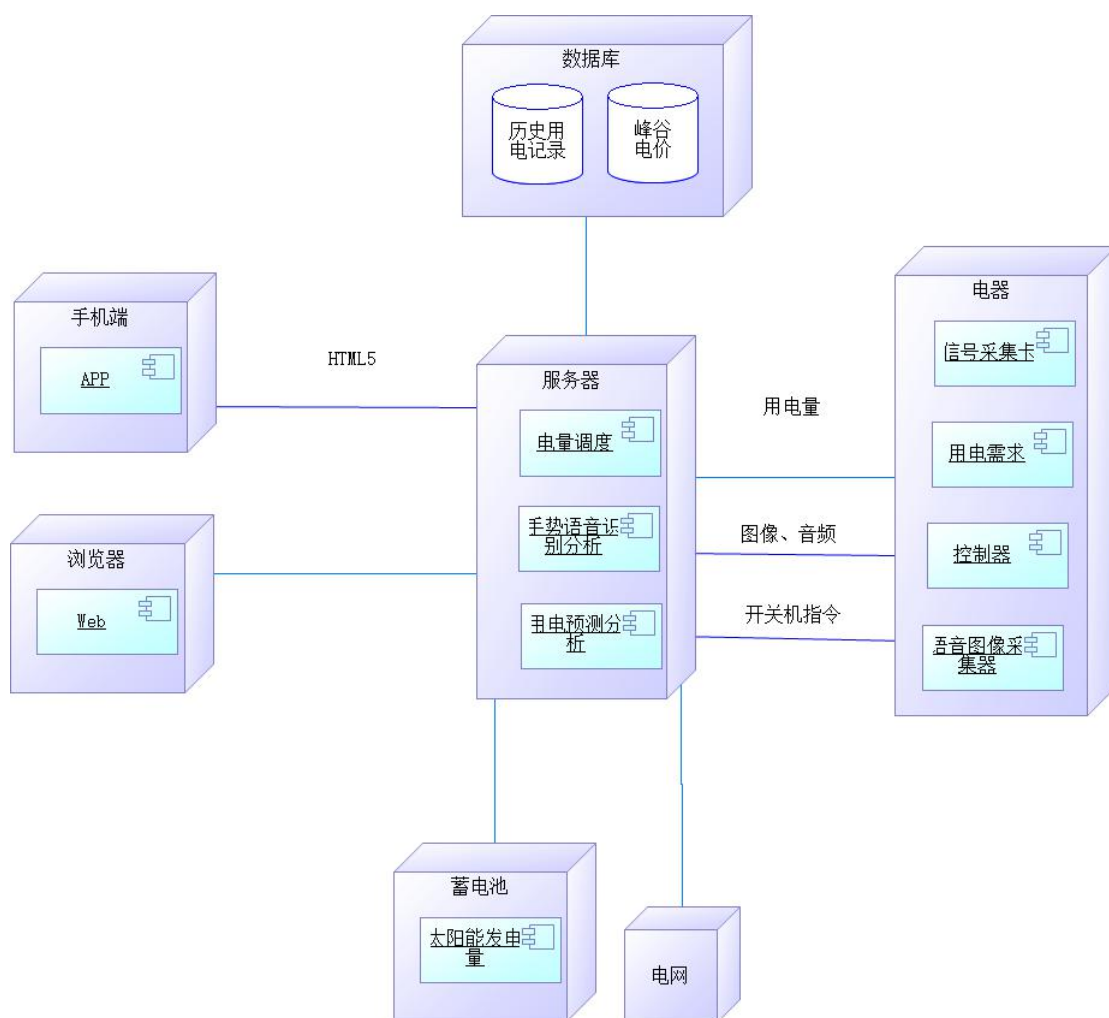 数据库
历史用
电记录
峰谷
电价
手机端
APP
HTML5
浏览器
Web
服务器
电量调度
手势语音识
别分析
用电预测分
析
用电量
图像、音频
开关机指令
电器
信号采集卡
用电需求
控制器
语音图像采
集器
蓄电池
太阳能发电
量
电网